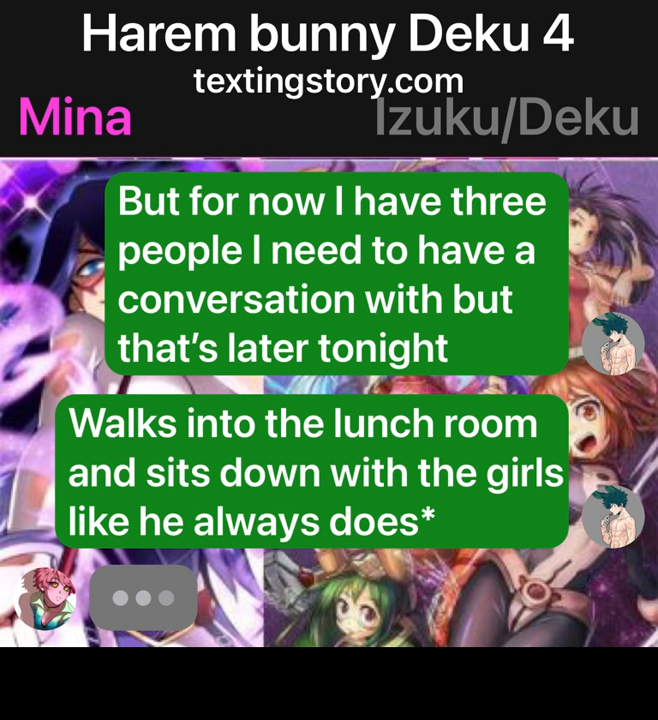 Harem bunny Deku 4
textingstory.com
Mina
Izuku/Deku
But for now I have three
people I need to have a
conversation with but
that's later tonight
Walks into the lunch room
and sits down with the girls
like he always does*